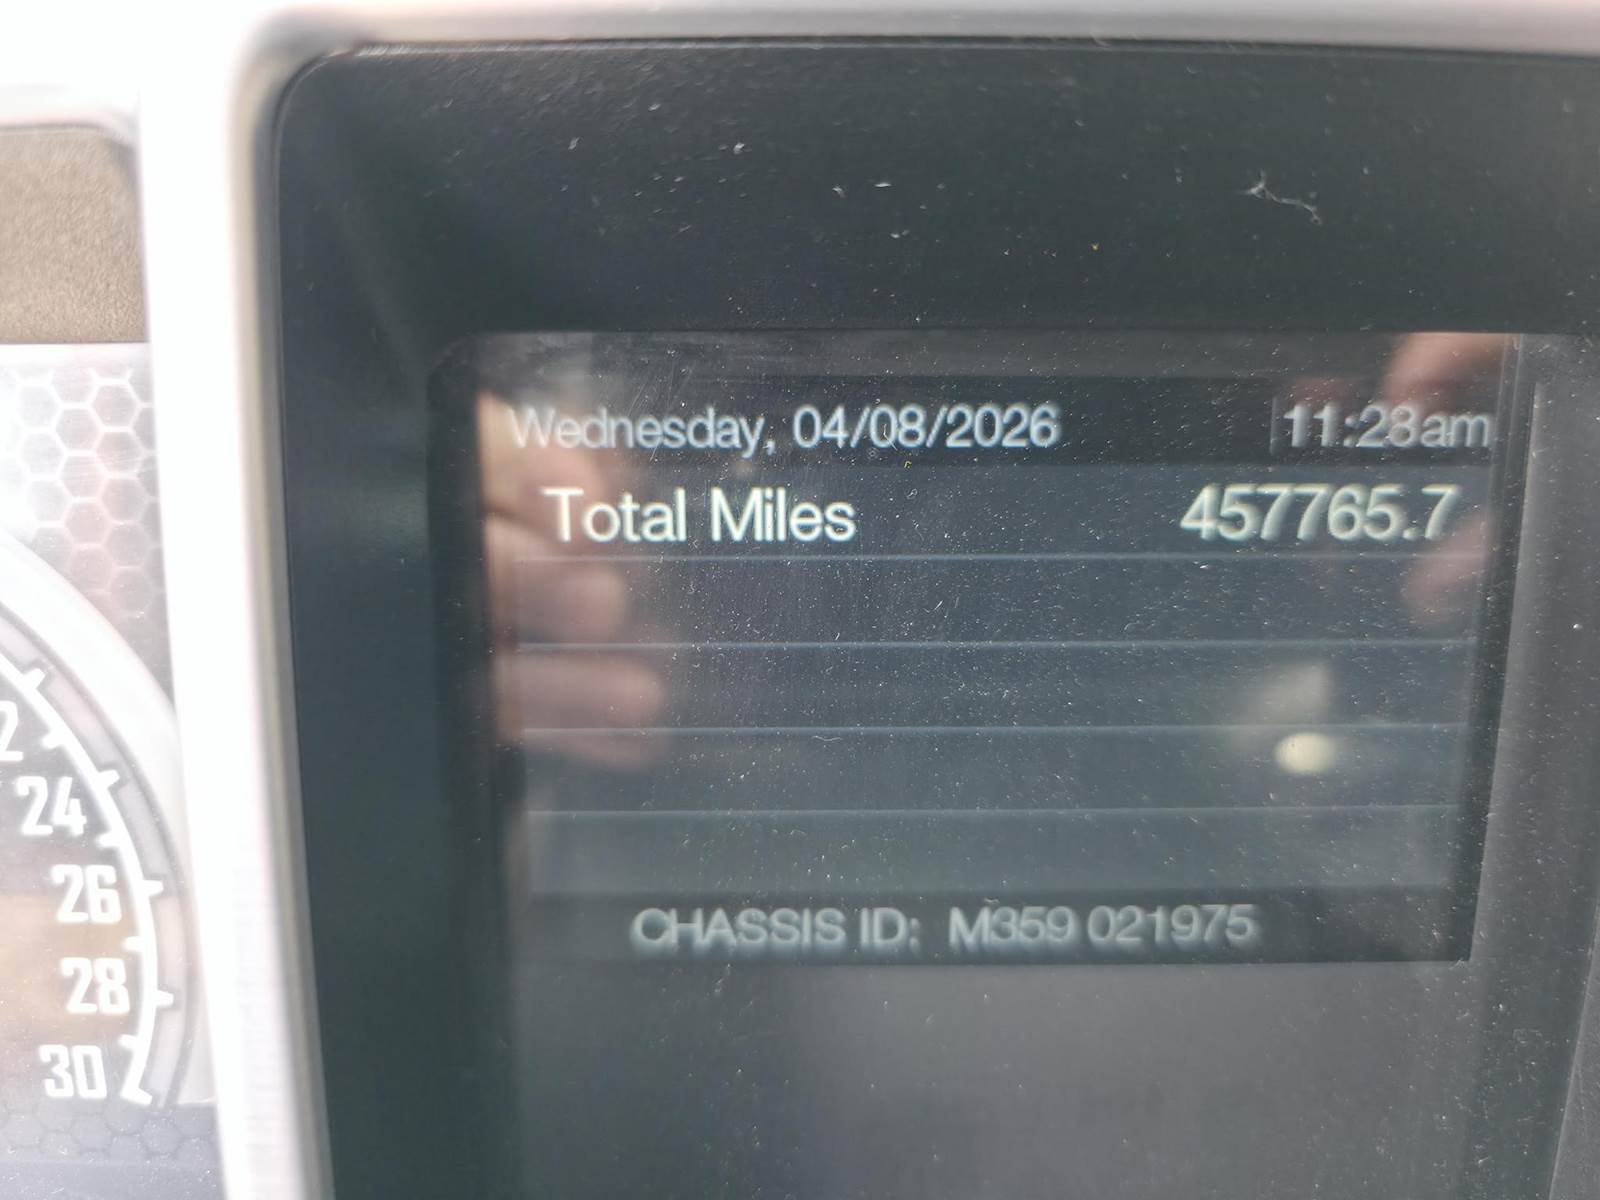 Wednesday, 04/08/2026 11:28am
Total Miles 457765.7
CHASSIS ID: M359 021975
24
26
28
30